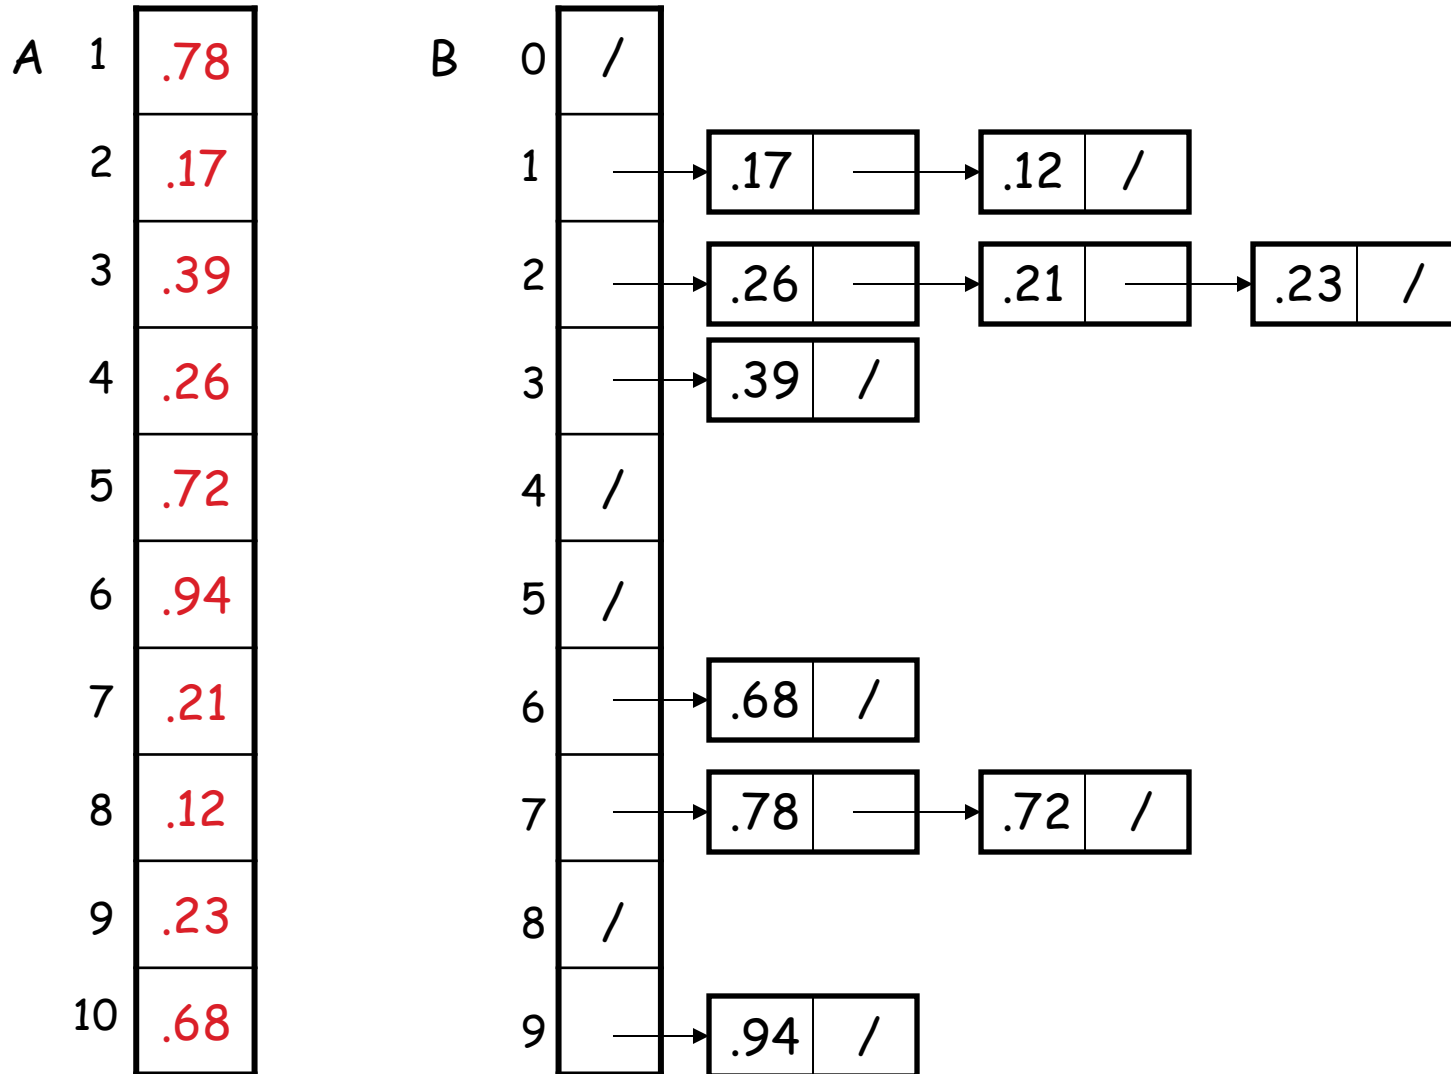 A 1 .78 B 0 /
2 .17 1 .17 .12 /
3 .39 2 .26 .21 .23 /
4 .26 3 .39 /
5 .72 4 /
6 .94 5 /
7 .21 6 .68 /
8 .12 7 .78 .72 /
9 .23 8 /
10 .68 9 .94 /